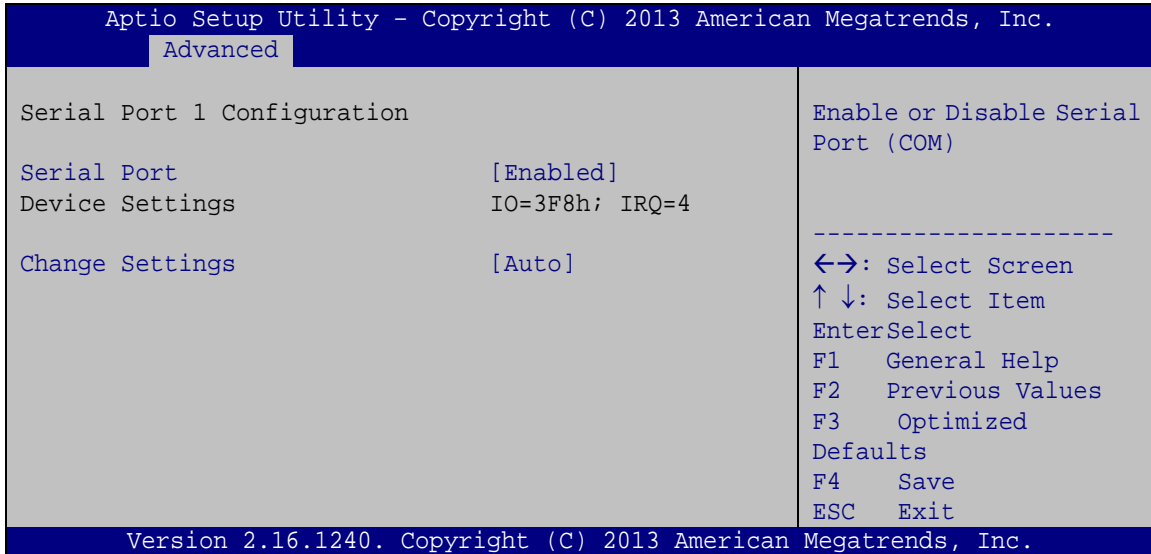 Aptio Setup Utility – Copyright (C) 2013 American Megatrends, Inc.
Advanced
Serial Port 1 Configuration
Serial Port [Enabled]
Device Settings IO=3F8h; IRQ=4
Change Settings [Auto]
Enable or Disable Serial
Port (COM)
---------------------
←→: Select Screen
↑ ↓: Select Item
EnterSelect
F1 General Help
F2 Previous Values
F3 Optimized
Defaults
F4 Save
ESC Exit
Version 2.16.1240. Copyright (C) 2013 American Megatrends, Inc.